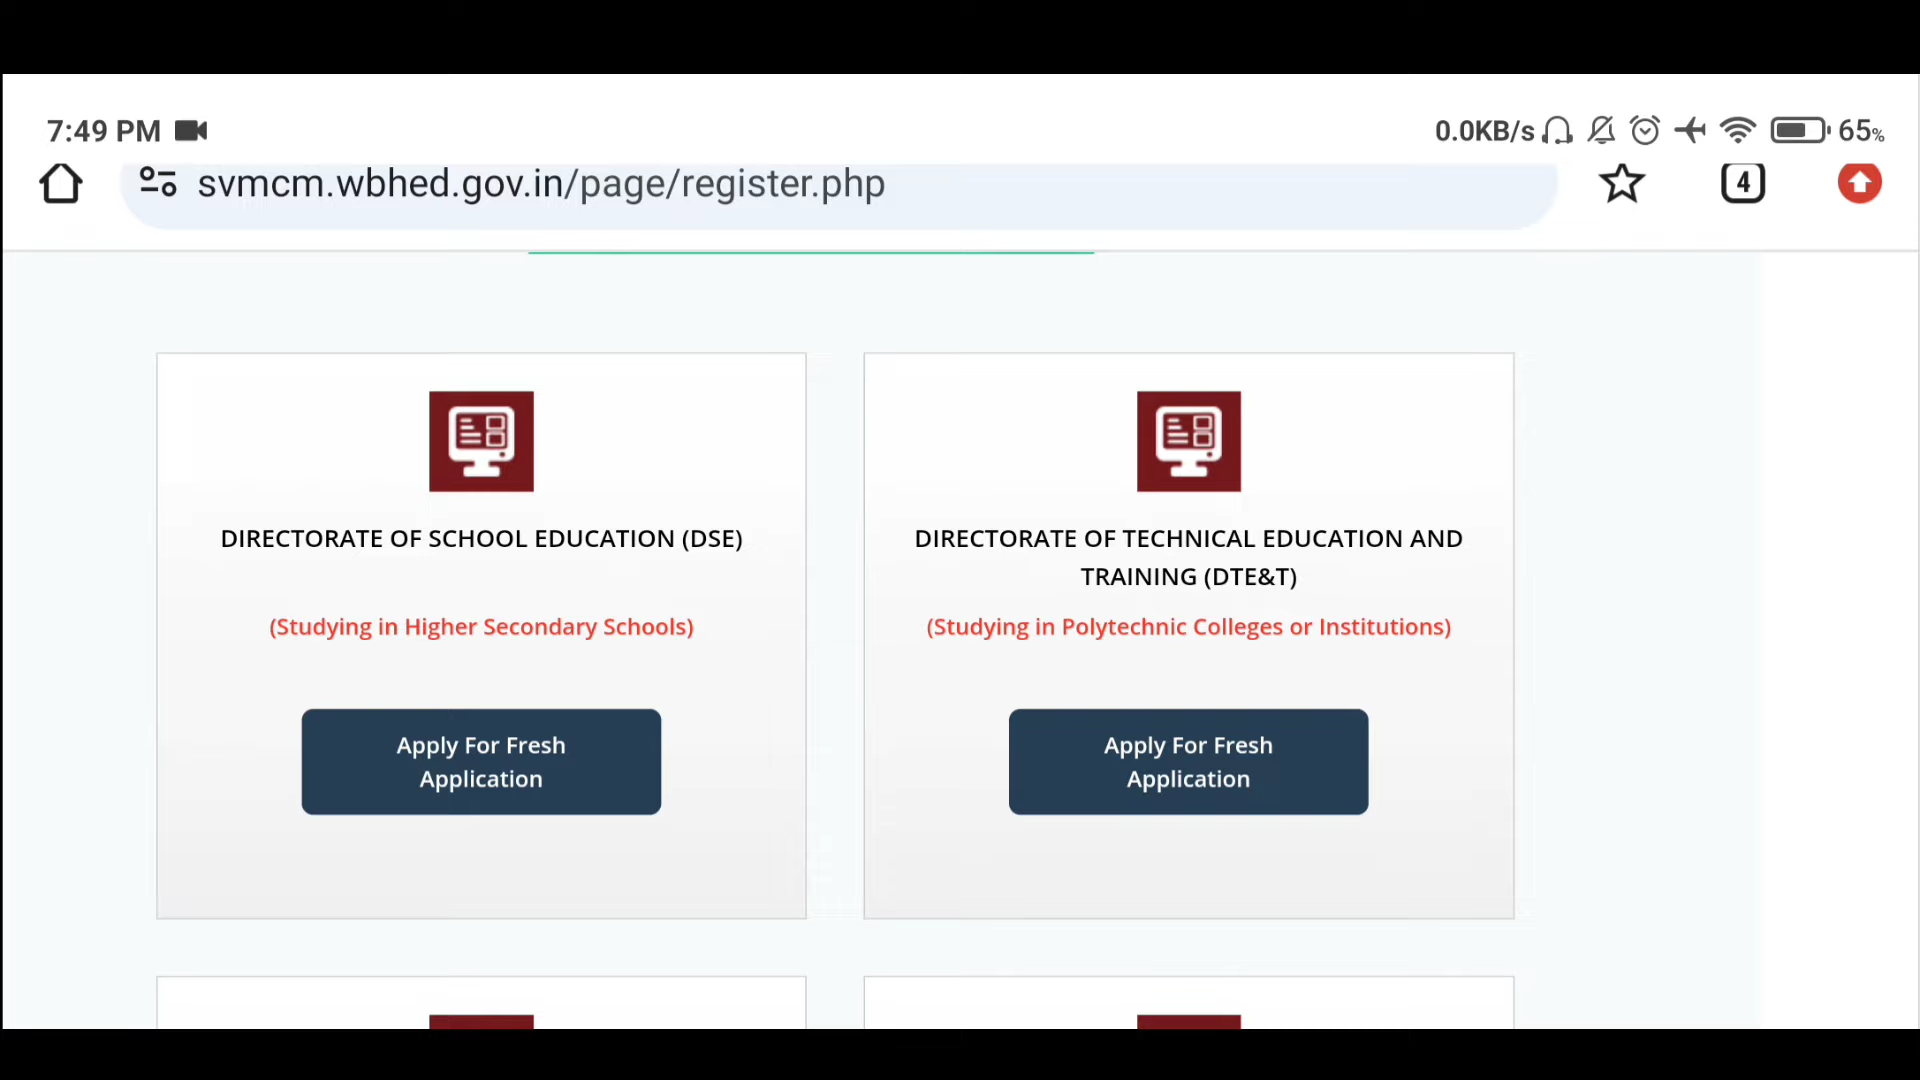 7:49 PM
0.0KB/s 65%
svmcm.wbhed.gov.in/page/register.php
4
DIRECTORATE OF SCHOOL EDUCATION (DSE)
(Studying in Higher Secondary Schools)
Apply For Fresh
Application
DIRECTORATE OF TECHNICAL EDUCATION AND
TRAINING (DTE&T)
(Studying in Polytechnic Colleges or Institutions)
Apply For Fresh
Application